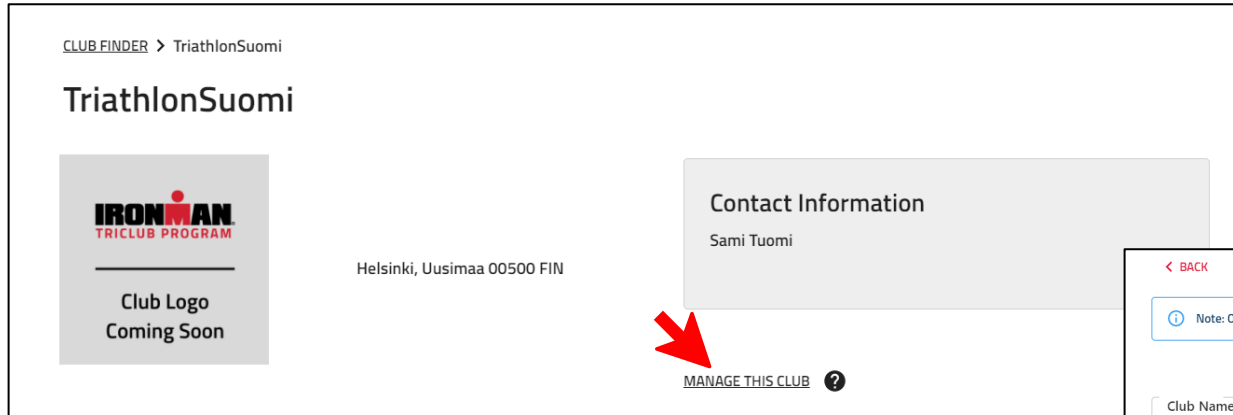 CLUB FINDER > TriathlonSuomi
TriathlonSuomi
IRONMAN
TRICLUB PROGRAM
Club Logo
Coming Soon
Helsinki, Uusimaa 00500 FIN
Contact Information
Sami Tuomi
MANAGE THIS CLUB ?
< BACK
Note:
Club Name